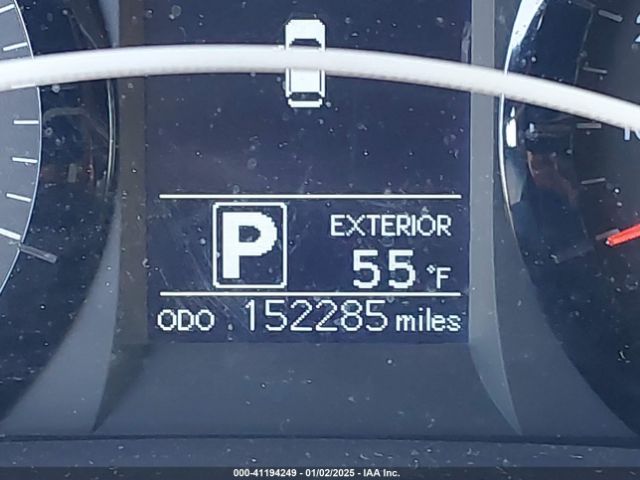 P
EXTERIOR
55 °F
ODO 152285 miles
000-41194249 - 01/02/2025 - IAA Inc.